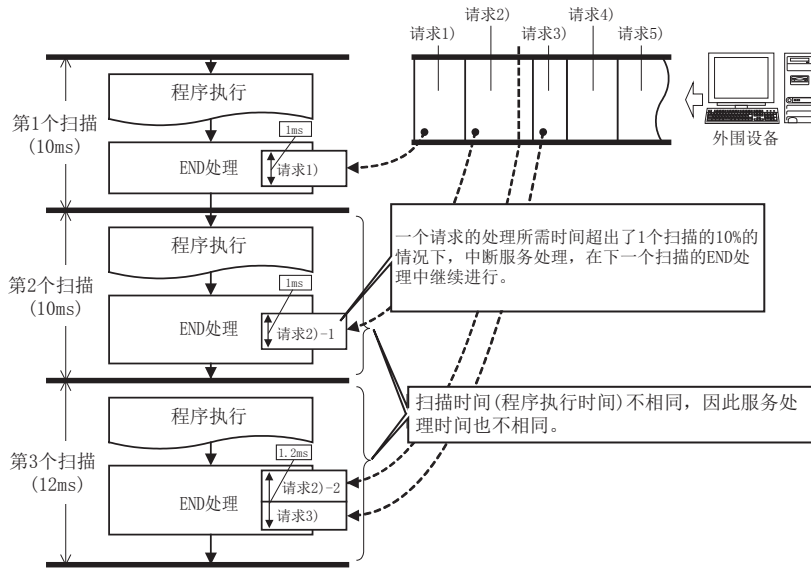 请求1)
请求2)
请求3)
请求4)
请求5)
外围设备
第1个扫描
(10ms)
程序执行
1ms
END处理
请求1)
一个请求的处理所需时间超出了1个扫描的10%的
情况下，中断服务处理，在下一个扫描的END处
理中继续进行。
第2个扫描
(10ms)
程序执行
1ms
END处理
请求2)-1
扫描时间(程序执行时间)不相同，因此服务处
理时间也不相同。
第3个扫描
(12ms)
程序执行
1.2ms
END处理
请求2)-2
请求3)